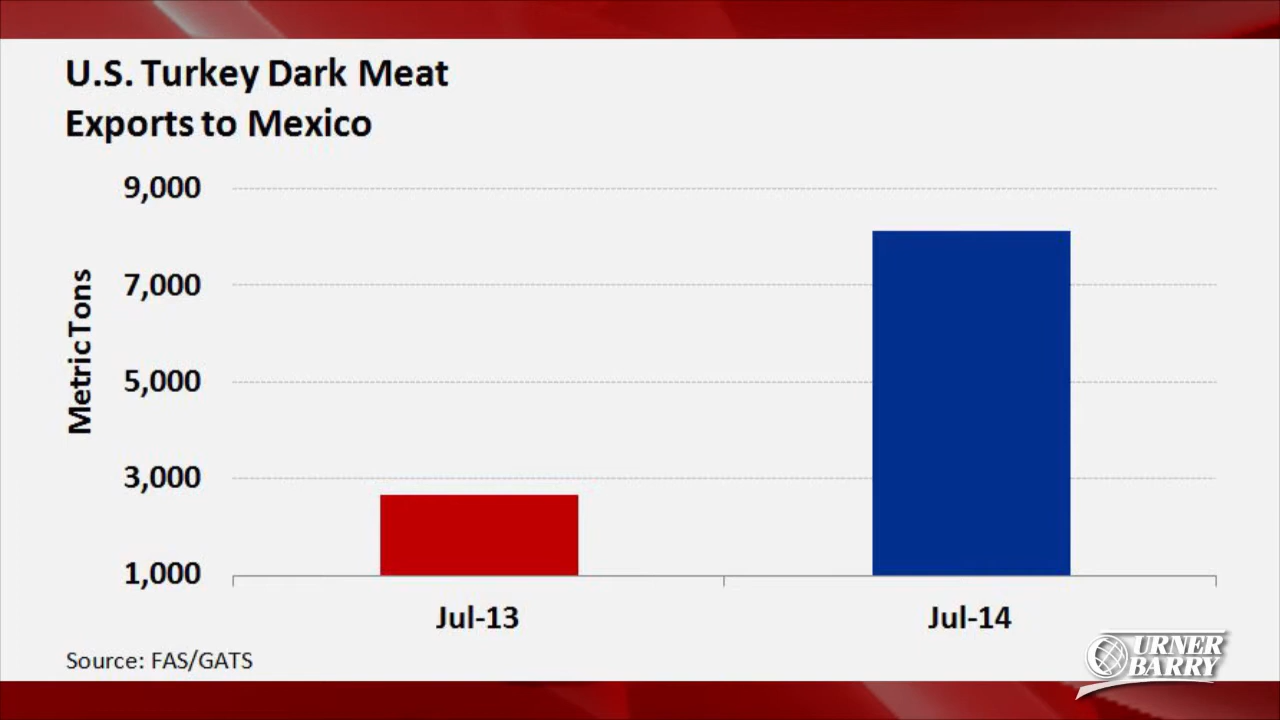 U.S. Turkey Dark Meat
Exports to Mexico
9,000
7,000
5,000
3,000
1,000
Metric Tons
Jul-13
Jul-14
Source: FAS/GATS
URNER
BARRY